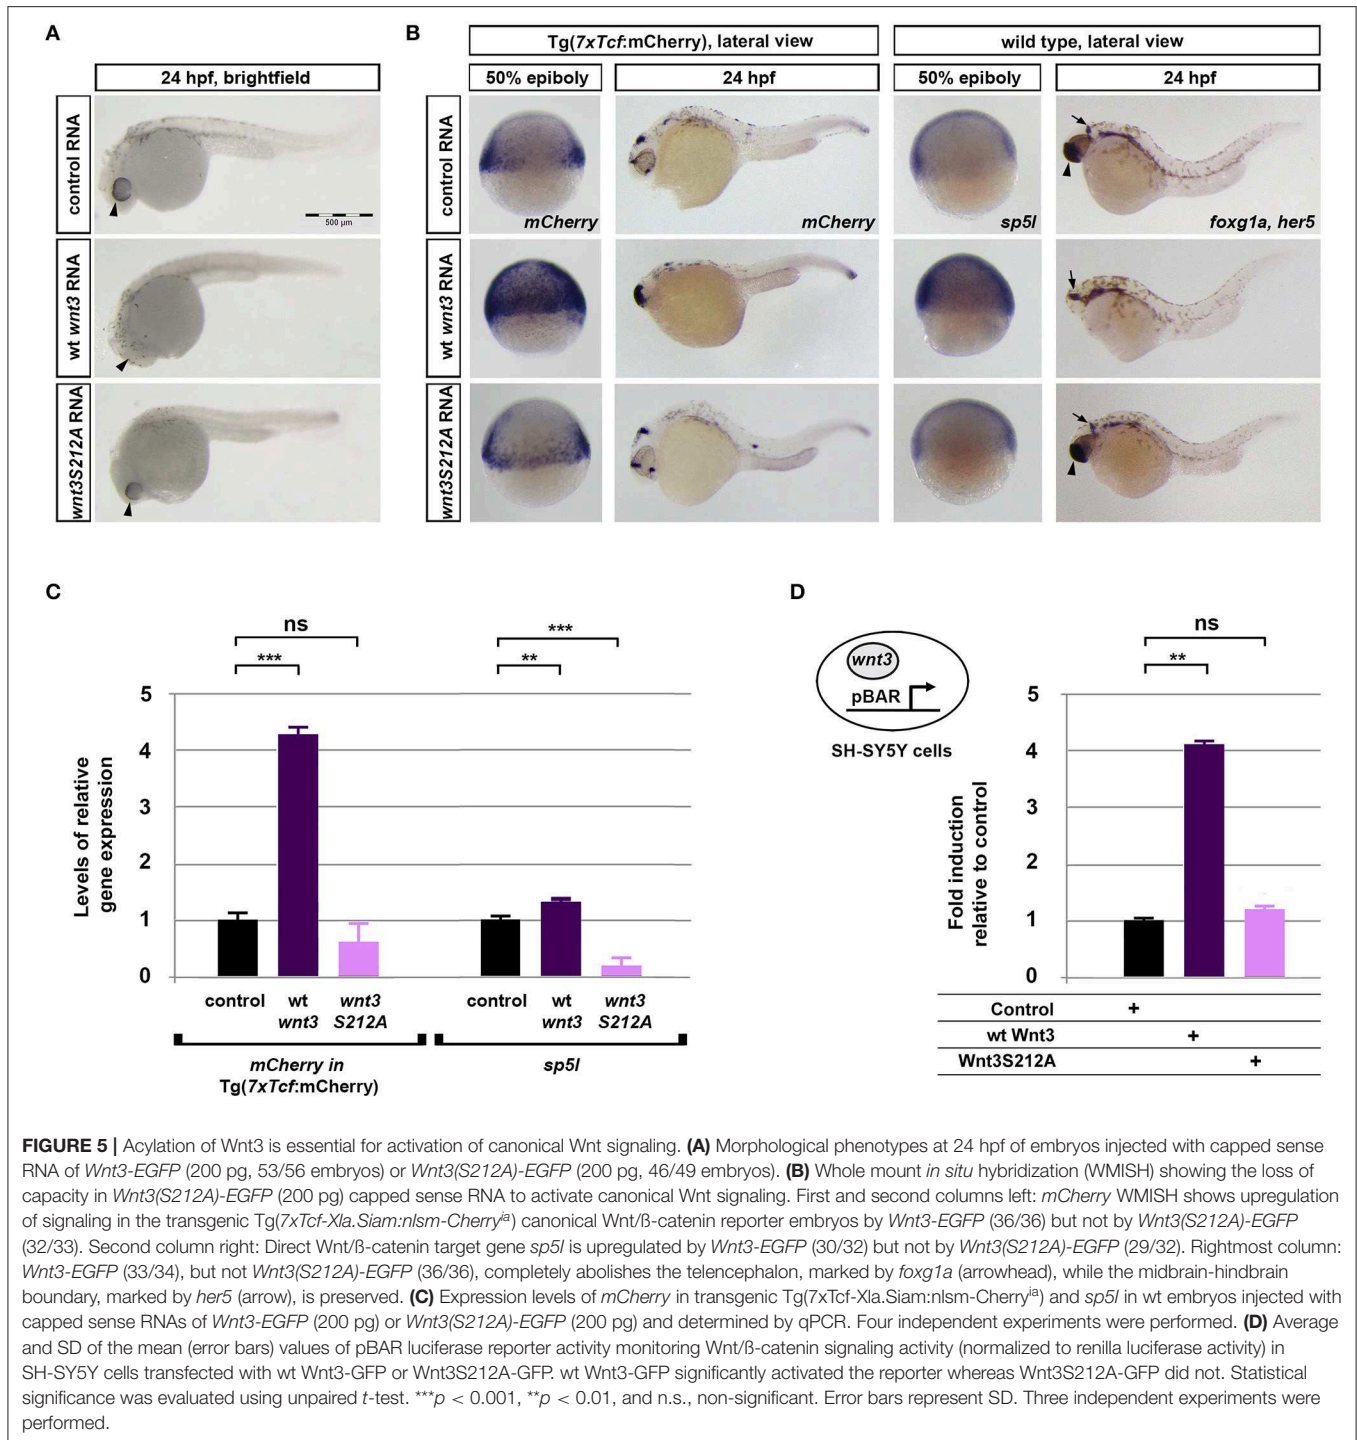 A
24 hpf, brightfield
control RNA
500 µm
wt wnt3 RNA
wnt3S212A RNA
B
Tg(7xTcf:mCherry), lateral view
wild type, lateral view
50% epiboly
24 hpf
50% epiboly
24 hpf
control RNA
mCherry
mCherry
sp5l
foxg1a, her5
wt wnt3 RNA
wnt3S212A RNA
C
ns
***
***
**
Levels of relative
gene expression
5
4
3
2
1
0
control
wt
wnt3
wnt3
S212A
control
wt
wnt3
wnt3
S212A
mCherry in
Tg(7xTcf:mCherry)
sp5l
D
wnt3
pBAR
SH-SY5Y cells
ns
**
Fold induction
relative to control
5
4
3
2
1
0
Control +
wt Wnt3 +
Wnt3S212A +
FIGURE 5 | Acylation of Wnt3 is essential for activation of canonical Wnt signaling. (A) Morphological phenotypes at 24 hpf of embryos injected with capped sense
RNA of Wnt3-EGFP (200 pg, 53/56 embryos) or Wnt3(S212A)-EGFP (200 pg, 46/49 embryos). (B) Whole mount in situ hybridization (WMISH) showing the loss of
capacity in Wnt3(S212A)-EGFP (200 pg) capped sense RNA to activate canonical Wnt signaling. First and second columns left: mCherry WMISH shows upregulation
of signaling in the transgenic Tg(7xTcf-Xla.Siam:nlsm-Cherryia) canonical Wnt/ß-catenin reporter embryos by Wnt3-EGFP (36/36) but not by Wnt3(S212A)-EGFP
(32/33). Second column right: Direct Wnt/ß-catenin target gene sp5l is upregulated by Wnt3-EGFP (30/32) but not by Wnt3(S212A)-EGFP (29/32). Rightmost column:
Wnt3-EGFP (33/34), but not Wnt3(S212A)-EGFP (36/36), completely abolishes the telencephalon, marked by foxg1a (arrowhead), while the midbrain-hindbrain
boundary, marked by her5 (arrow), is preserved. (C) Expression levels of mCherry in transgenic Tg(7xTcf-Xla.Siam:nlsm-Cherryia) and sp5l in wt embryos injected with
capped sense RNAs of Wnt3-EGFP (200 pg) or Wnt3(S212A)-EGFP (200 pg) and determined by qPCR. Four independent experiments were performed. (D) Average
and SD of the mean (error bars) values of pBAR luciferase reporter activity monitoring Wnt/ß-catenin signaling activity (normalized to renilla luciferase activity) in
SH-SY5Y cells transfected with wt Wnt3-GFP or Wnt3S212A-GFP. wt Wnt3-GFP significantly activated the reporter whereas Wnt3S212A-GFP did not. Statistical
significance was evaluated using unpaired t-test. ***p < 0.001, **p < 0.01, and n.s., non-significant. Error bars represent SD. Three independent experiments were
performed.